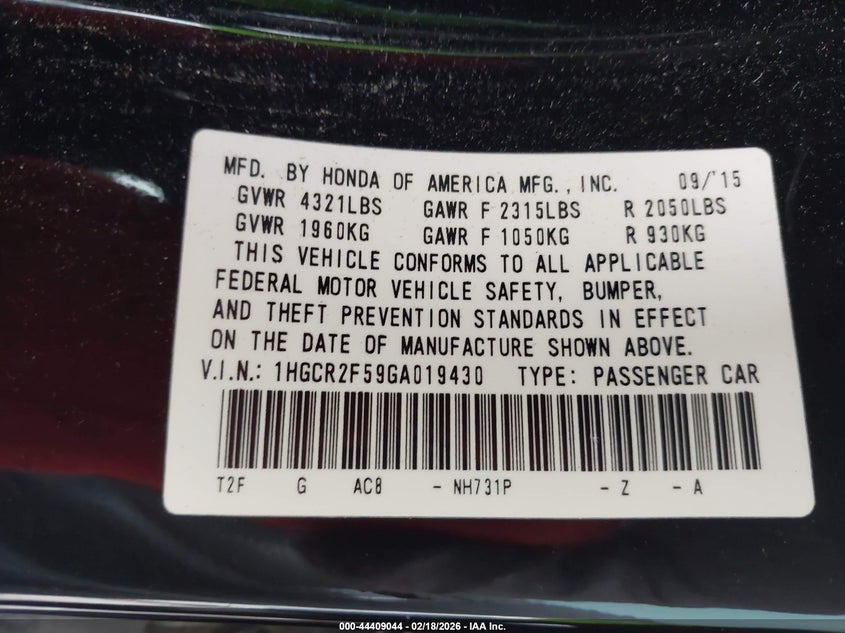 MFD. BY HONDA OF AMERICA MFG., INC. 09/'15
GVWR 4321LBS GAWR F 2315LBS R 2050LBS
GVWR 1960KG GAWR F 1050KG R 930KG
THIS VEHICLE CONFORMS TO ALL APPLICABLE
FEDERAL MOTOR VEHICLE SAFETY, BUMPER,
AND THEFT PREVENTION STANDARDS IN EFFECT
ON THE DATE OF MANUFACTURE SHOWN ABOVE.
V.I.N.: 1HGCR2F59GA019430 TYPE: PASSENGER CAR
T2F G AC8 - NH731P - Z - A
000-44409044 - 02/18/2026 - IAA Inc.